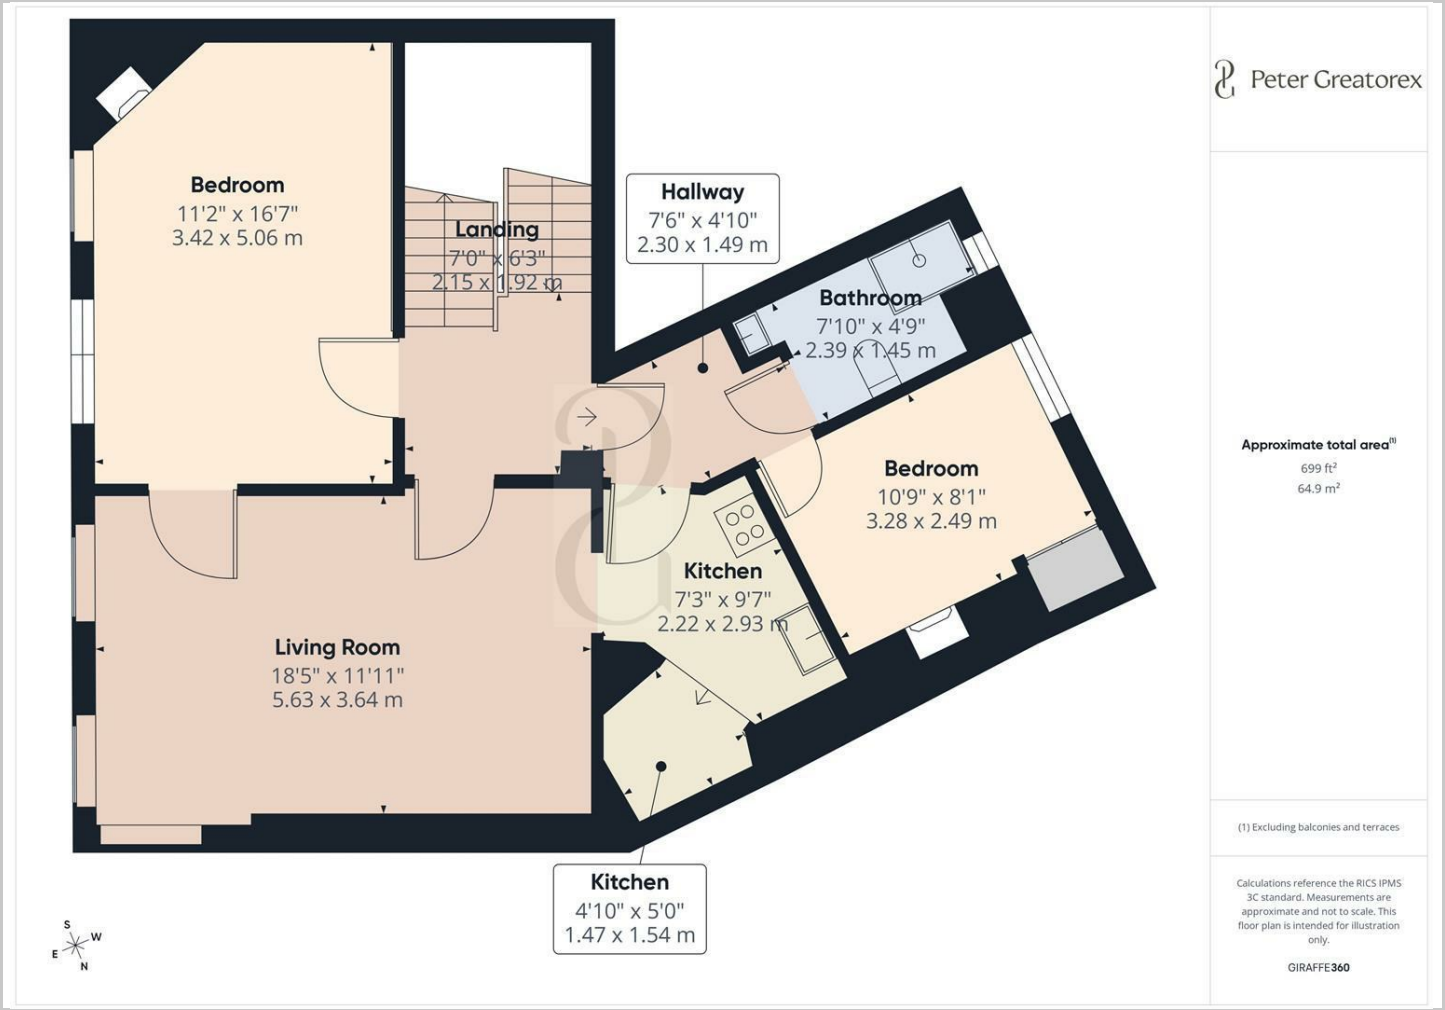 Bedroom
11'2" x 16'7"
3.42 x 5.06 m
Landing
7'0" x 6'3"
2.15 x 1.92 m
Hallway
7'6" x 4'10"
2.30 x 1.49 m
Bathroom
7'10" x 4'9"
2.39 x 1.45 m
Bedroom
10'9" x 8'1"
3.28 x 2.49 m
Kitchen
7'3" x 9'7"
2.22 x 2.93 m
Living Room
18'5" x 11'11"
5.63 x 3.64 m
Kitchen
4'10" x 5'0"
1.47 x 1.54 m
S
W
E
N
Peter Greatorex
Approximate total area(1)
699 ft²
64.9 m²
(1) Excluding balconies and terraces
Calculations reference the RICS IPMS
3C standard. Measurements are
approximate and not to scale. This
floor plan is intended for illustration
only.
GIRAFFE360